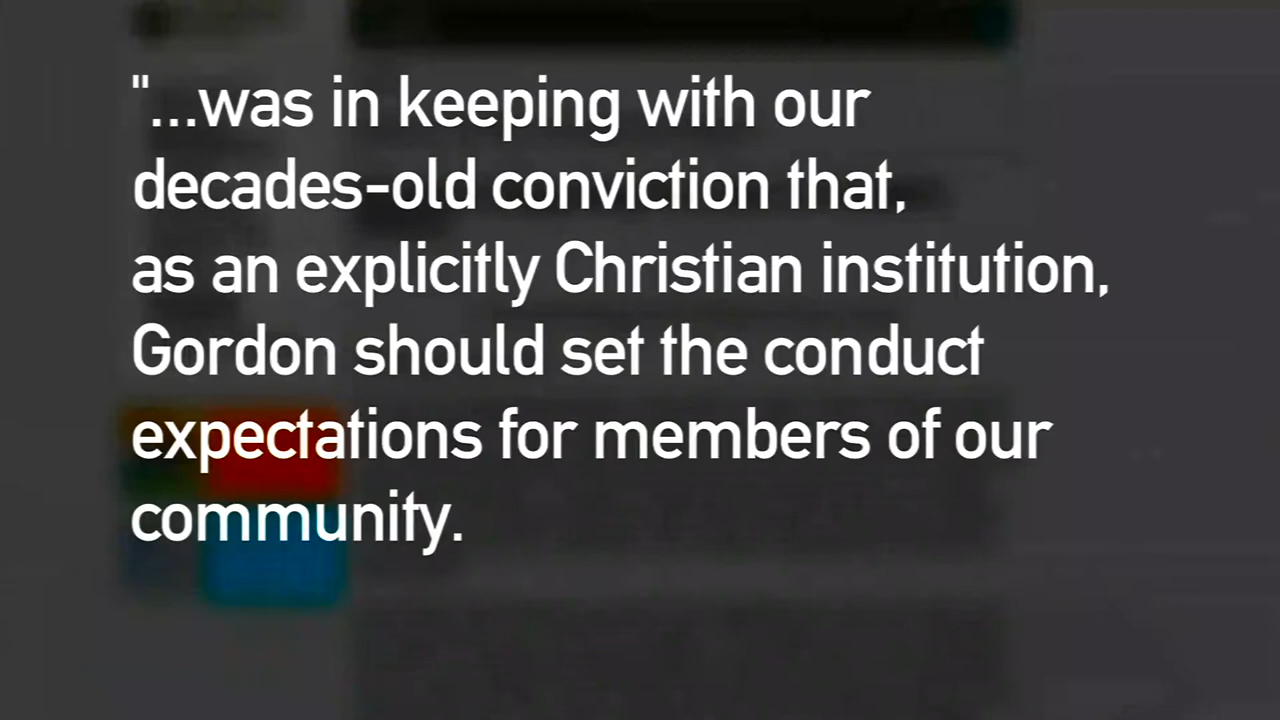 "...was in keeping with our
decades-old conviction that,
as an explicitly Christian institution,
Gordon should set the conduct
expectations for members of our
community.